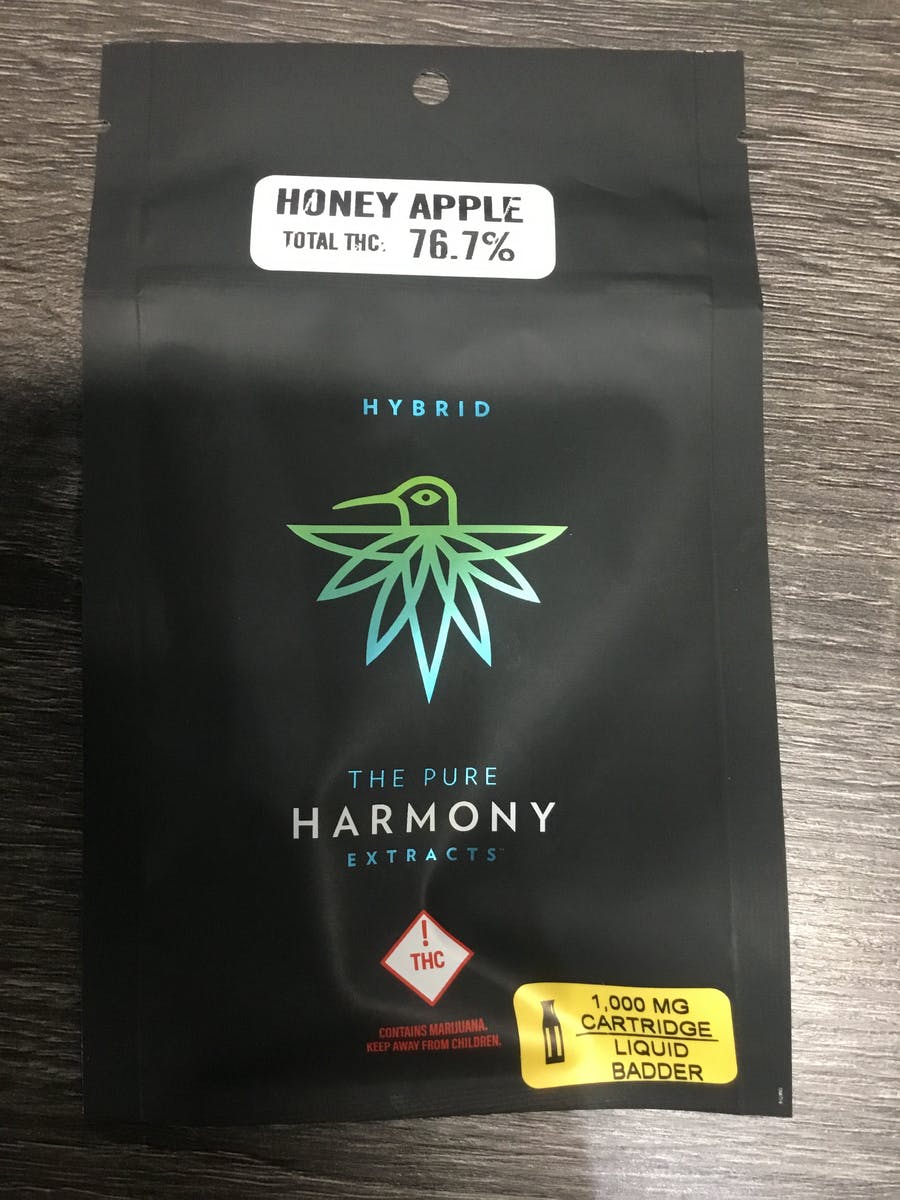 HONEY APPLE
TOTAL THC: 76.7%
HYBRID
THE PURE
HARMONY
EXTRACTS™
!
THC
CONTAINS MARIJUANA.
KEEP AWAY FROM CHILDREN.
1,000 MG
CARTRIDGE
LIQUID
BADDER